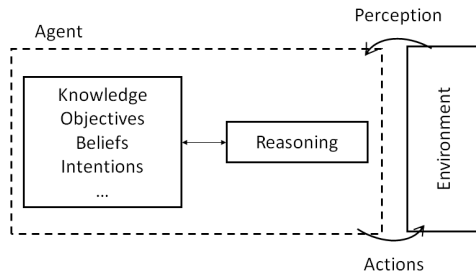 Perception
Agent
Knowledge
Objectives
Beliefs
Intentions
...
Reasoning
Environment
Actions